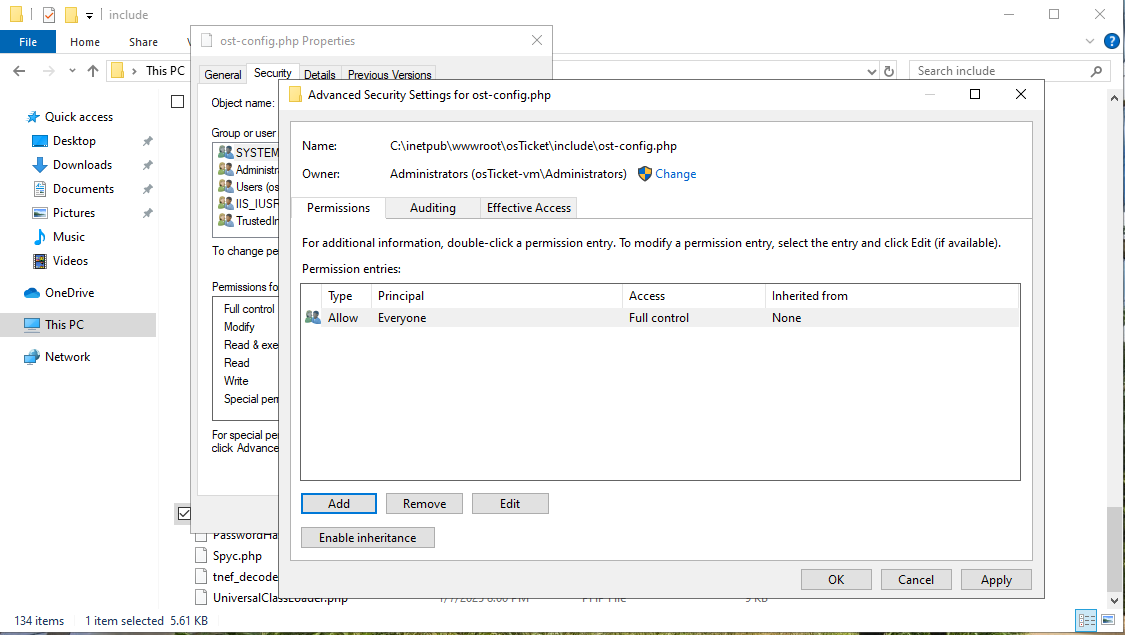 include
File Home Share
ost-config.php Properties
This PC
Search include
General Security Details Previous Versions
Advanced Security Settings for ost-config.php
Object name:
Group or user
SYSTEM
Administr
Users (os
IIS_IUSR
TrustedIn
To change pe
Permissions fo
Full control
Modify
Read & exe
Read
Write
Special perm
For special pe
click Advance
Quick access
Desktop
Downloads
Documents
Pictures
Music
Videos
OneDrive
This PC
Network
Name: C:\inetpub\wwwroot\osTicket\include\ost-config.php
Owner: Administrators (osTicket-vm\Administrators) Change
Permissions Auditing Effective Access
For additional information, double-click a permission entry. To modify a permission entry, select the entry and click Edit (if available).
Permission entries:
Type Principal Access Inherited from
Allow Everyone Full control None
Add Remove Edit
Enable inheritance
OK Cancel Apply
PasswordHa
Spyc.php
tnef_decode
UniversalClassLoader.php PHP File 9 KB
134 items 1 item selected 5.61 KB